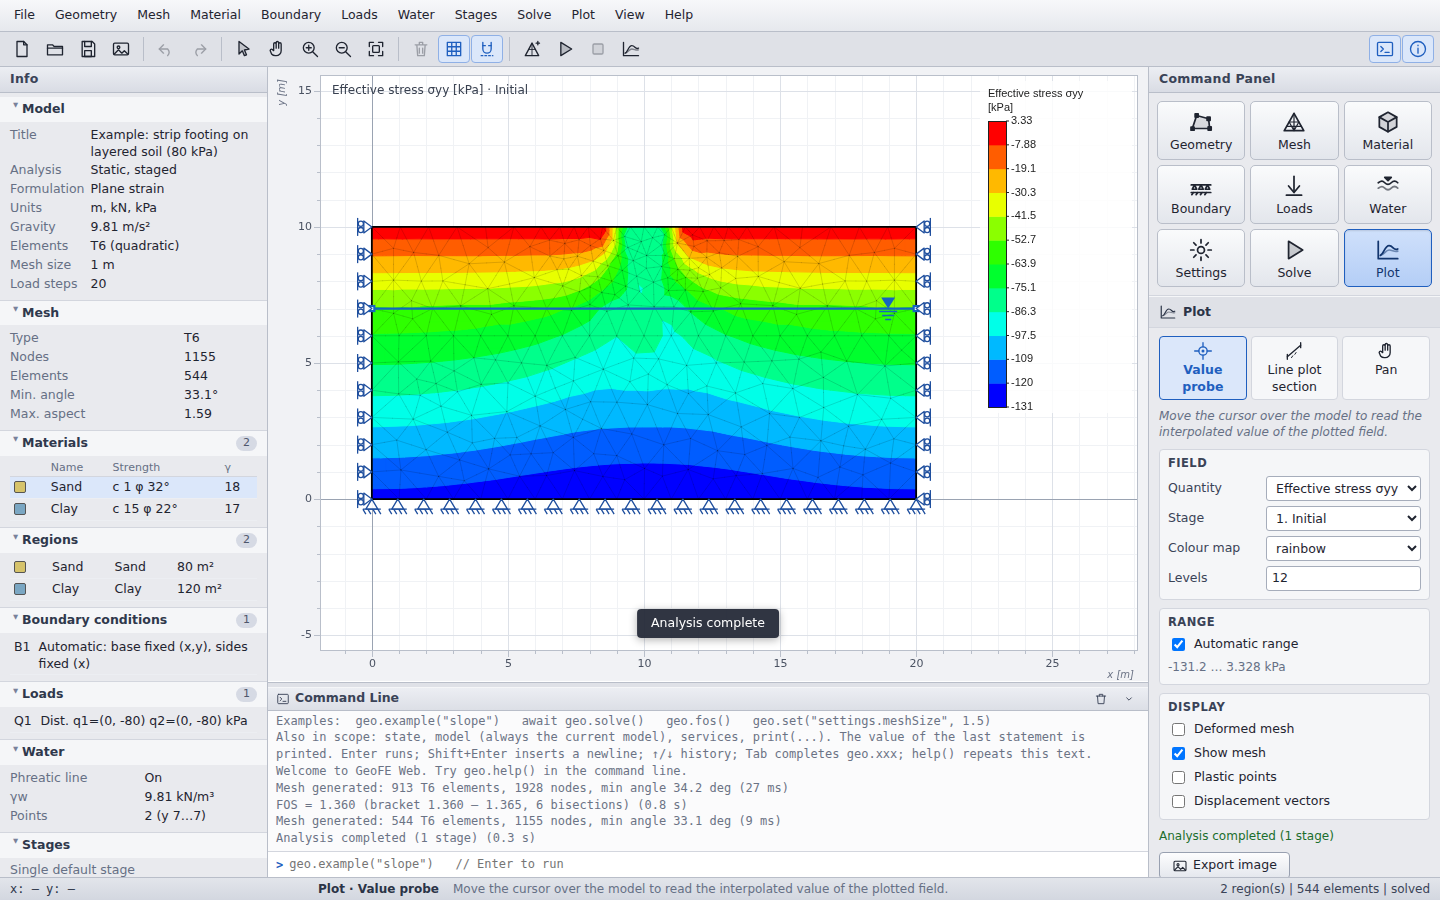 File Geometry Mesh Material Boundary Loads Water Stages Solve Plot View Help
Info
Model
Title Example: strip footing on layered soil (80 kPa)
Analysis Static, staged
Formulation Plane strain
Units m, kN, kPa
Gravity 9.81 m/s²
Elements T6 (quadratic)
Mesh size 1 m
Load steps 20
Mesh
Type T6
Nodes 1155
Elements 544
Min. angle 33.1°
Max. aspect 1.59
Materials 2
Name Strength γ
Sand c 1 φ 32° 18
Clay c 15 φ 22° 17
Regions 2
Sand Sand 80 m²
Clay Clay 120 m²
Boundary conditions 1
B1 Automatic: base fixed (x,y), sides fixed (x)
Loads 1
Q1 Dist. q1=(0, -80) q2=(0, -80) kPa
Water
Phreatic line On
γw 9.81 kN/m³
Points 2 (y 7…7)
Stages
Single default stage
y [m]
Effective stress σyy [kPa] · Initial
15
10
5
0
-5
0 5 10 15 20 25
x [m]
Effective stress σyy
[kPa]
3.33
-7.88
-19.1
-30.3
-41.5
-52.7
-63.9
-75.1
-86.3
-97.5
-109
-120
-131
Analysis complete
Command Line
Examples: geo.example("slope") await geo.solve() geo.fos() geo.set("settings.meshSize", 1.5)
Also in scope: state, model (always the current model), services, print(...). The value of the last statement is
printed. Enter runs; Shift+Enter inserts a newline; ↑/↓ history; Tab completes geo.xxx; help() repeats this text.
Welcome to GeoFE Web. Try geo.help() in the command line.
Mesh generated: 913 T6 elements, 1928 nodes, min angle 34.2 deg (27 ms)
FOS = 1.360 (bracket 1.360 – 1.365, 6 bisections) (0.8 s)
Mesh generated: 544 T6 elements, 1155 nodes, min angle 33.1 deg (9 ms)
Analysis completed (1 stage) (0.3 s)
> geo.example("slope") // Enter to run
Command Panel
Geometry Mesh Material
Boundary Loads Water
Settings Solve Plot
Plot
Value probe
Line plot section
Pan
Move the cursor over the model to read the
interpolated value of the plotted field.
FIELD
Quantity Effective stress σyy
Stage 1. Initial
Colour map rainbow
Levels 12
RANGE
Automatic range
-131.2 … 3.328 kPa
DISPLAY
Deformed mesh
Show mesh
Plastic points
Displacement vectors
Analysis completed (1 stage)
Export image
x: – y: –
Plot · Value probe Move the cursor over the model to read the interpolated value of the plotted field.
2 region(s) | 544 elements | solved